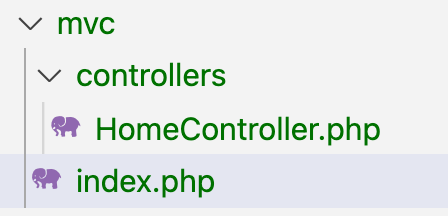 mvc
controllers
HomeController.php
index.php